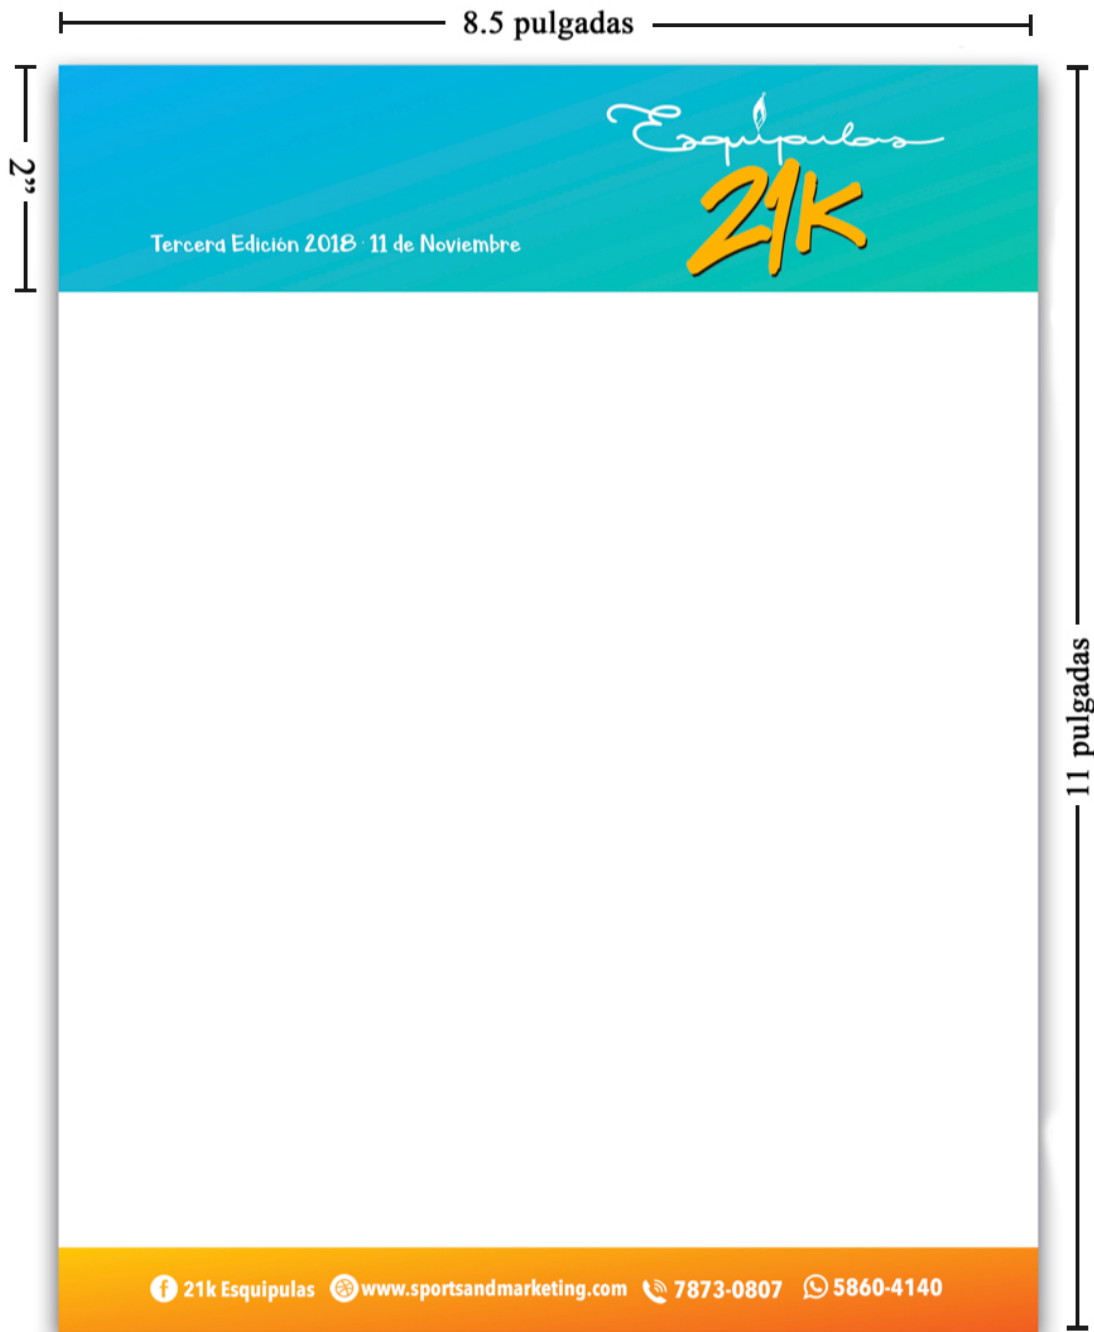 8.5 pulgadas
2”
Esquipulas
21K
Tercera Edición 2018 · 11 de Noviembre
11 pulgadas
21k Esquipulas www.sportsandmarketing.com 7873-0807 5860-4140